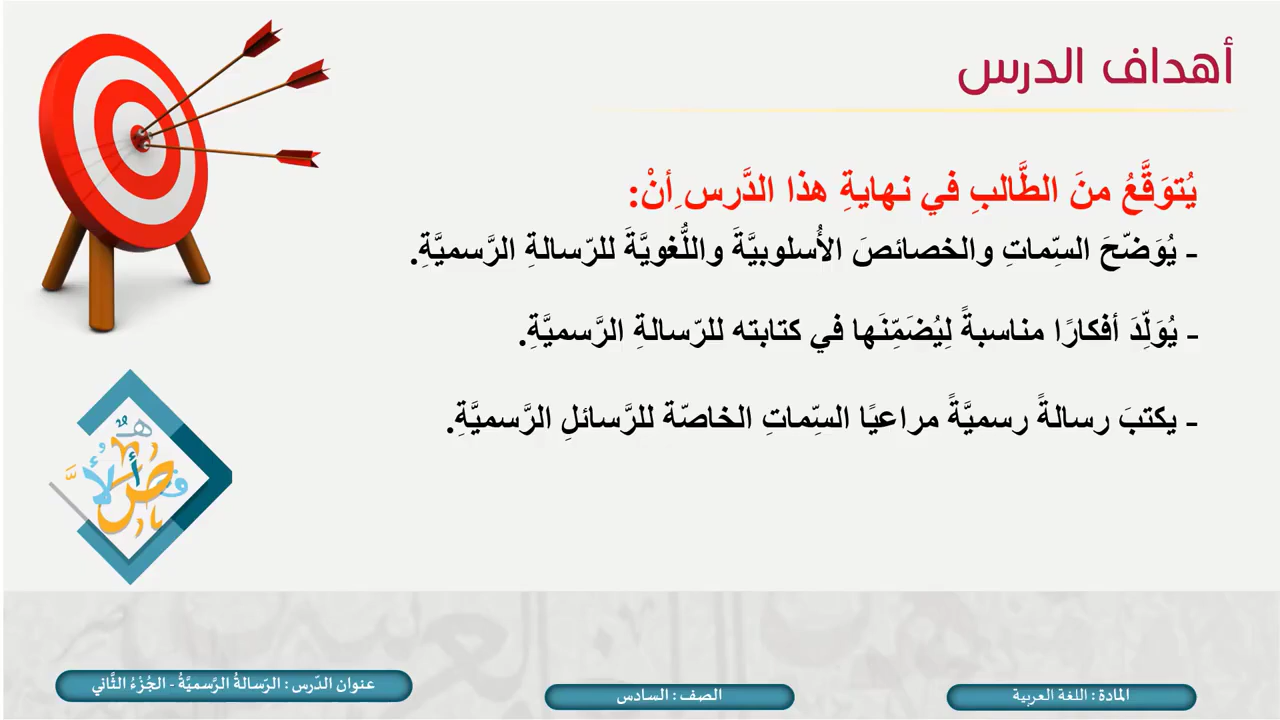 أهداف الدرس
يُتوَقَّعُ منَ الطَّالبِ في نهايةِ هذا الدَّرس ِأنْ:
- يُوَضّحَ السّماتِ والخصائصَ الأُسلوبيَّةَ واللُّغويَّةَ للرّسالةِ الرَّسميَّةِ.
- يُوَلِّدَ أفكارًا مناسبةً لِيُضَمِّنَها في كتابته للرّسالةِ الرَّسميَّةِ.
- يكتبَ رسالةً رسميَّةً مراعيًا السّماتِ الخاصّة للرَّسائلِ الرَّسميَّةِ.
المادة : اللغة العربية
الصف : السادس
عنوان الدّرس : الرّسالةُ الرَّسميَّةُ - الجُزْءُ الثَّاني